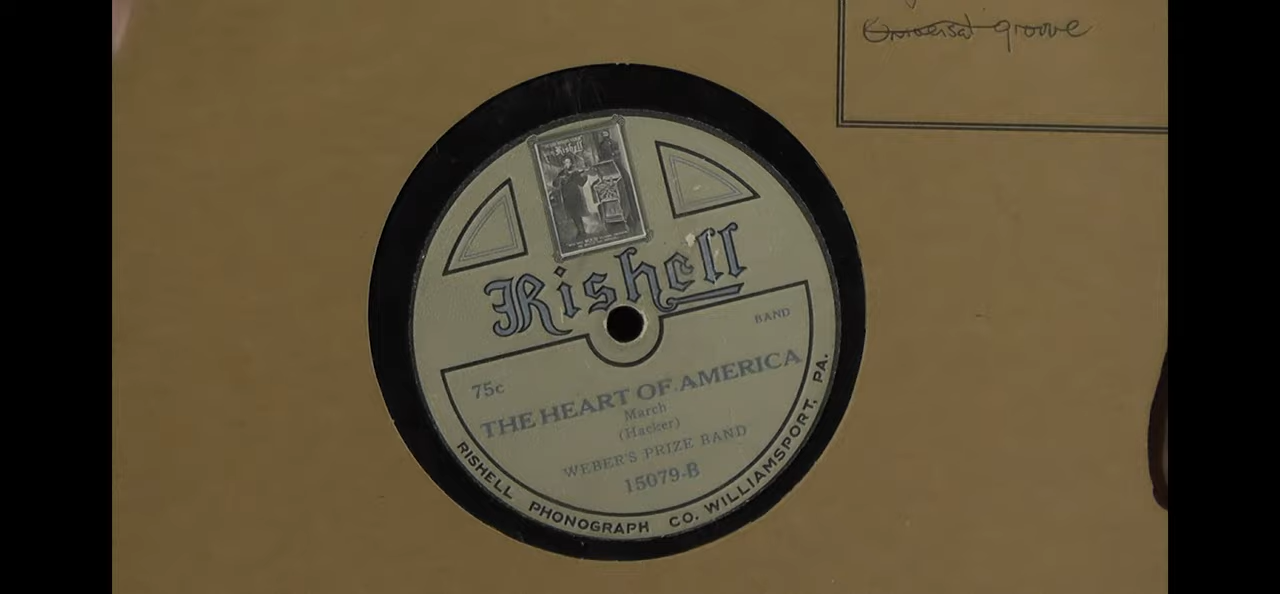 Universal groove
Rishell
Rishell
BAND
75c
THE HEART OF AMERICA
March
(Hacker)
WEBER'S PRIZE BAND
15079-B
RISHELL PHONOGRAPH CO. WILLIAMSPORT, PA.